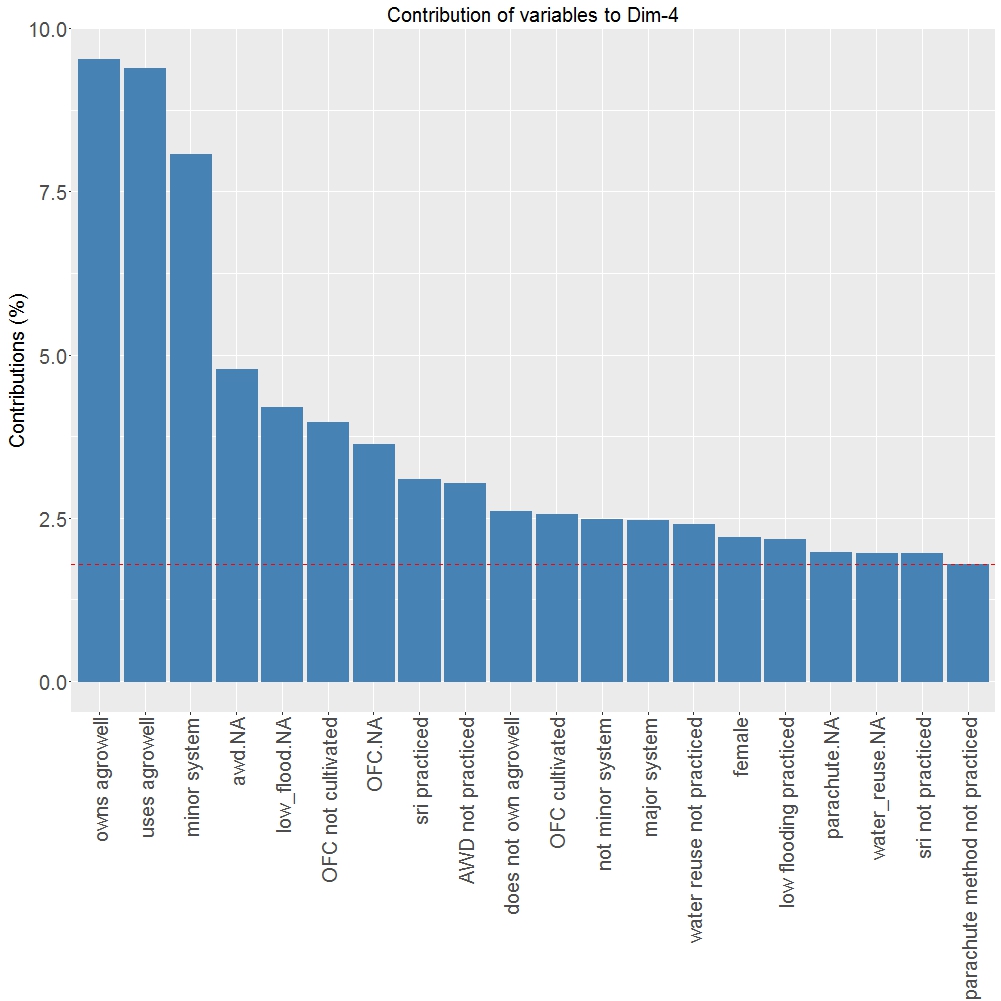 Contribution of variables to Dim-4
Contributions (%)
10.0
7.5
5.0
2.5
0.0
owns agrowell
uses agrowell
minor system
awd.NA
low_flood.NA
OFC not cultivated
OFC.NA
sri practiced
AWD not practiced
does not own agrowell
OFC cultivated
not minor system
major system
water reuse not practiced
female
low flooding practiced
parachute.NA
water_reuse.NA
sri not practiced
parachute method not practiced